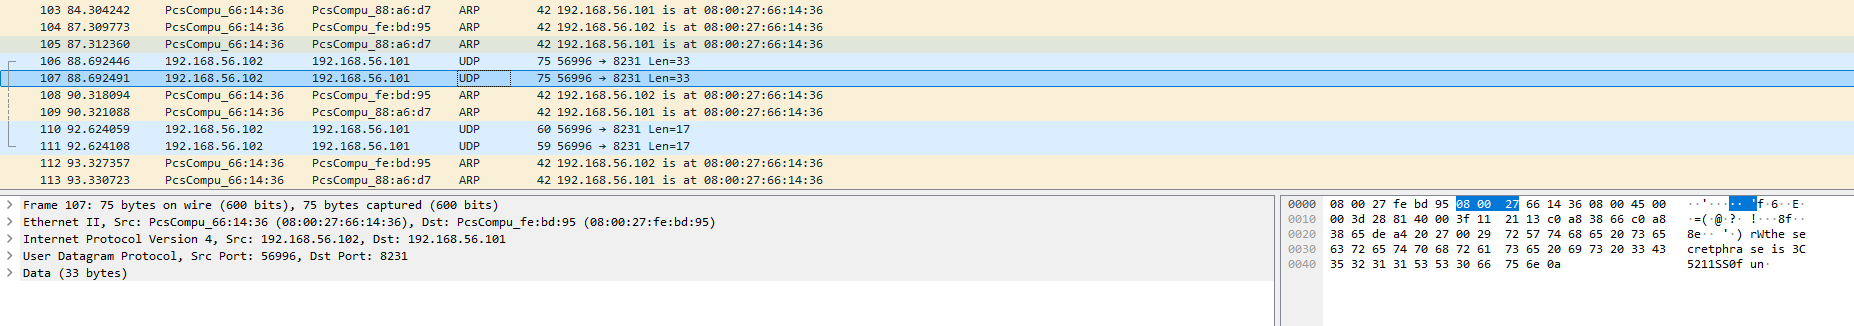 103 84.304242 PcsCompu_66:14:36 PcsCompu_88:a6:d7 ARP 42 192.168.56.101 is at 08:00:27:66:14:36
104 87.309773 PcsCompu_66:14:36 PcsCompu_fe:bd:95 ARP 42 192.168.56.102 is at 08:00:27:66:14:36
105 87.312360 PcsCompu_66:14:36 PcsCompu_88:a6:d7 ARP 42 192.168.56.101 is at 08:00:27:66:14:36
106 88.692446 192.168.56.102 192.168.56.101 UDP 75 56996 → 8231 Len=33
107 88.692491 192.168.56.102 192.168.56.101 UDP 75 56996 → 8231 Len=33
108 90.318094 PcsCompu_66:14:36 PcsCompu_fe:bd:95 ARP 42 192.168.56.102 is at 08:00:27:66:14:36
109 90.321088 PcsCompu_66:14:36 PcsCompu_88:a6:d7 ARP 42 192.168.56.101 is at 08:00:27:66:14:36
110 92.624059 192.168.56.102 192.168.56.101 UDP 60 56996 → 8231 Len=17
111 92.624108 192.168.56.102 192.168.56.101 UDP 59 56996 → 8231 Len=17
112 93.327357 PcsCompu_66:14:36 PcsCompu_fe:bd:95 ARP 42 192.168.56.102 is at 08:00:27:66:14:36
113 93.330723 PcsCompu_66:14:36 PcsCompu_88:a6:d7 ARP 42 192.168.56.101 is at 08:00:27:66:14:36
Frame 107: 75 bytes on wire (600 bits), 75 bytes captured (600 bits)
Ethernet II, Src: PcsCompu_66:14:36 (08:00:27:66:14:36), Dst: PcsCompu_fe:bd:95 (08:00:27:fe:bd:95)
Internet Protocol Version 4, Src: 192.168.56.102, Dst: 192.168.56.101
User Datagram Protocol, Src Port: 56996, Dst Port: 8231
Data (33 bytes)
0000 08 00 27 fe bd 95 08 00 27 66 14 36 08 00 45 00 ··'·····'f·6··E·
0010 00 3d 28 81 40 00 3f 11 21 13 c0 a8 38 66 c0 a8 ·=(·@·?·!···8f··
0020 38 65 de a4 20 27 00 29 72 57 74 68 65 20 73 65 8e·· '·)rWthe se
0030 63 72 65 74 70 68 72 61 73 65 20 69 73 20 33 43 cretphra se is 3C
0040 35 32 31 31 53 53 30 66 75 6e 0a 5211SS0f un·